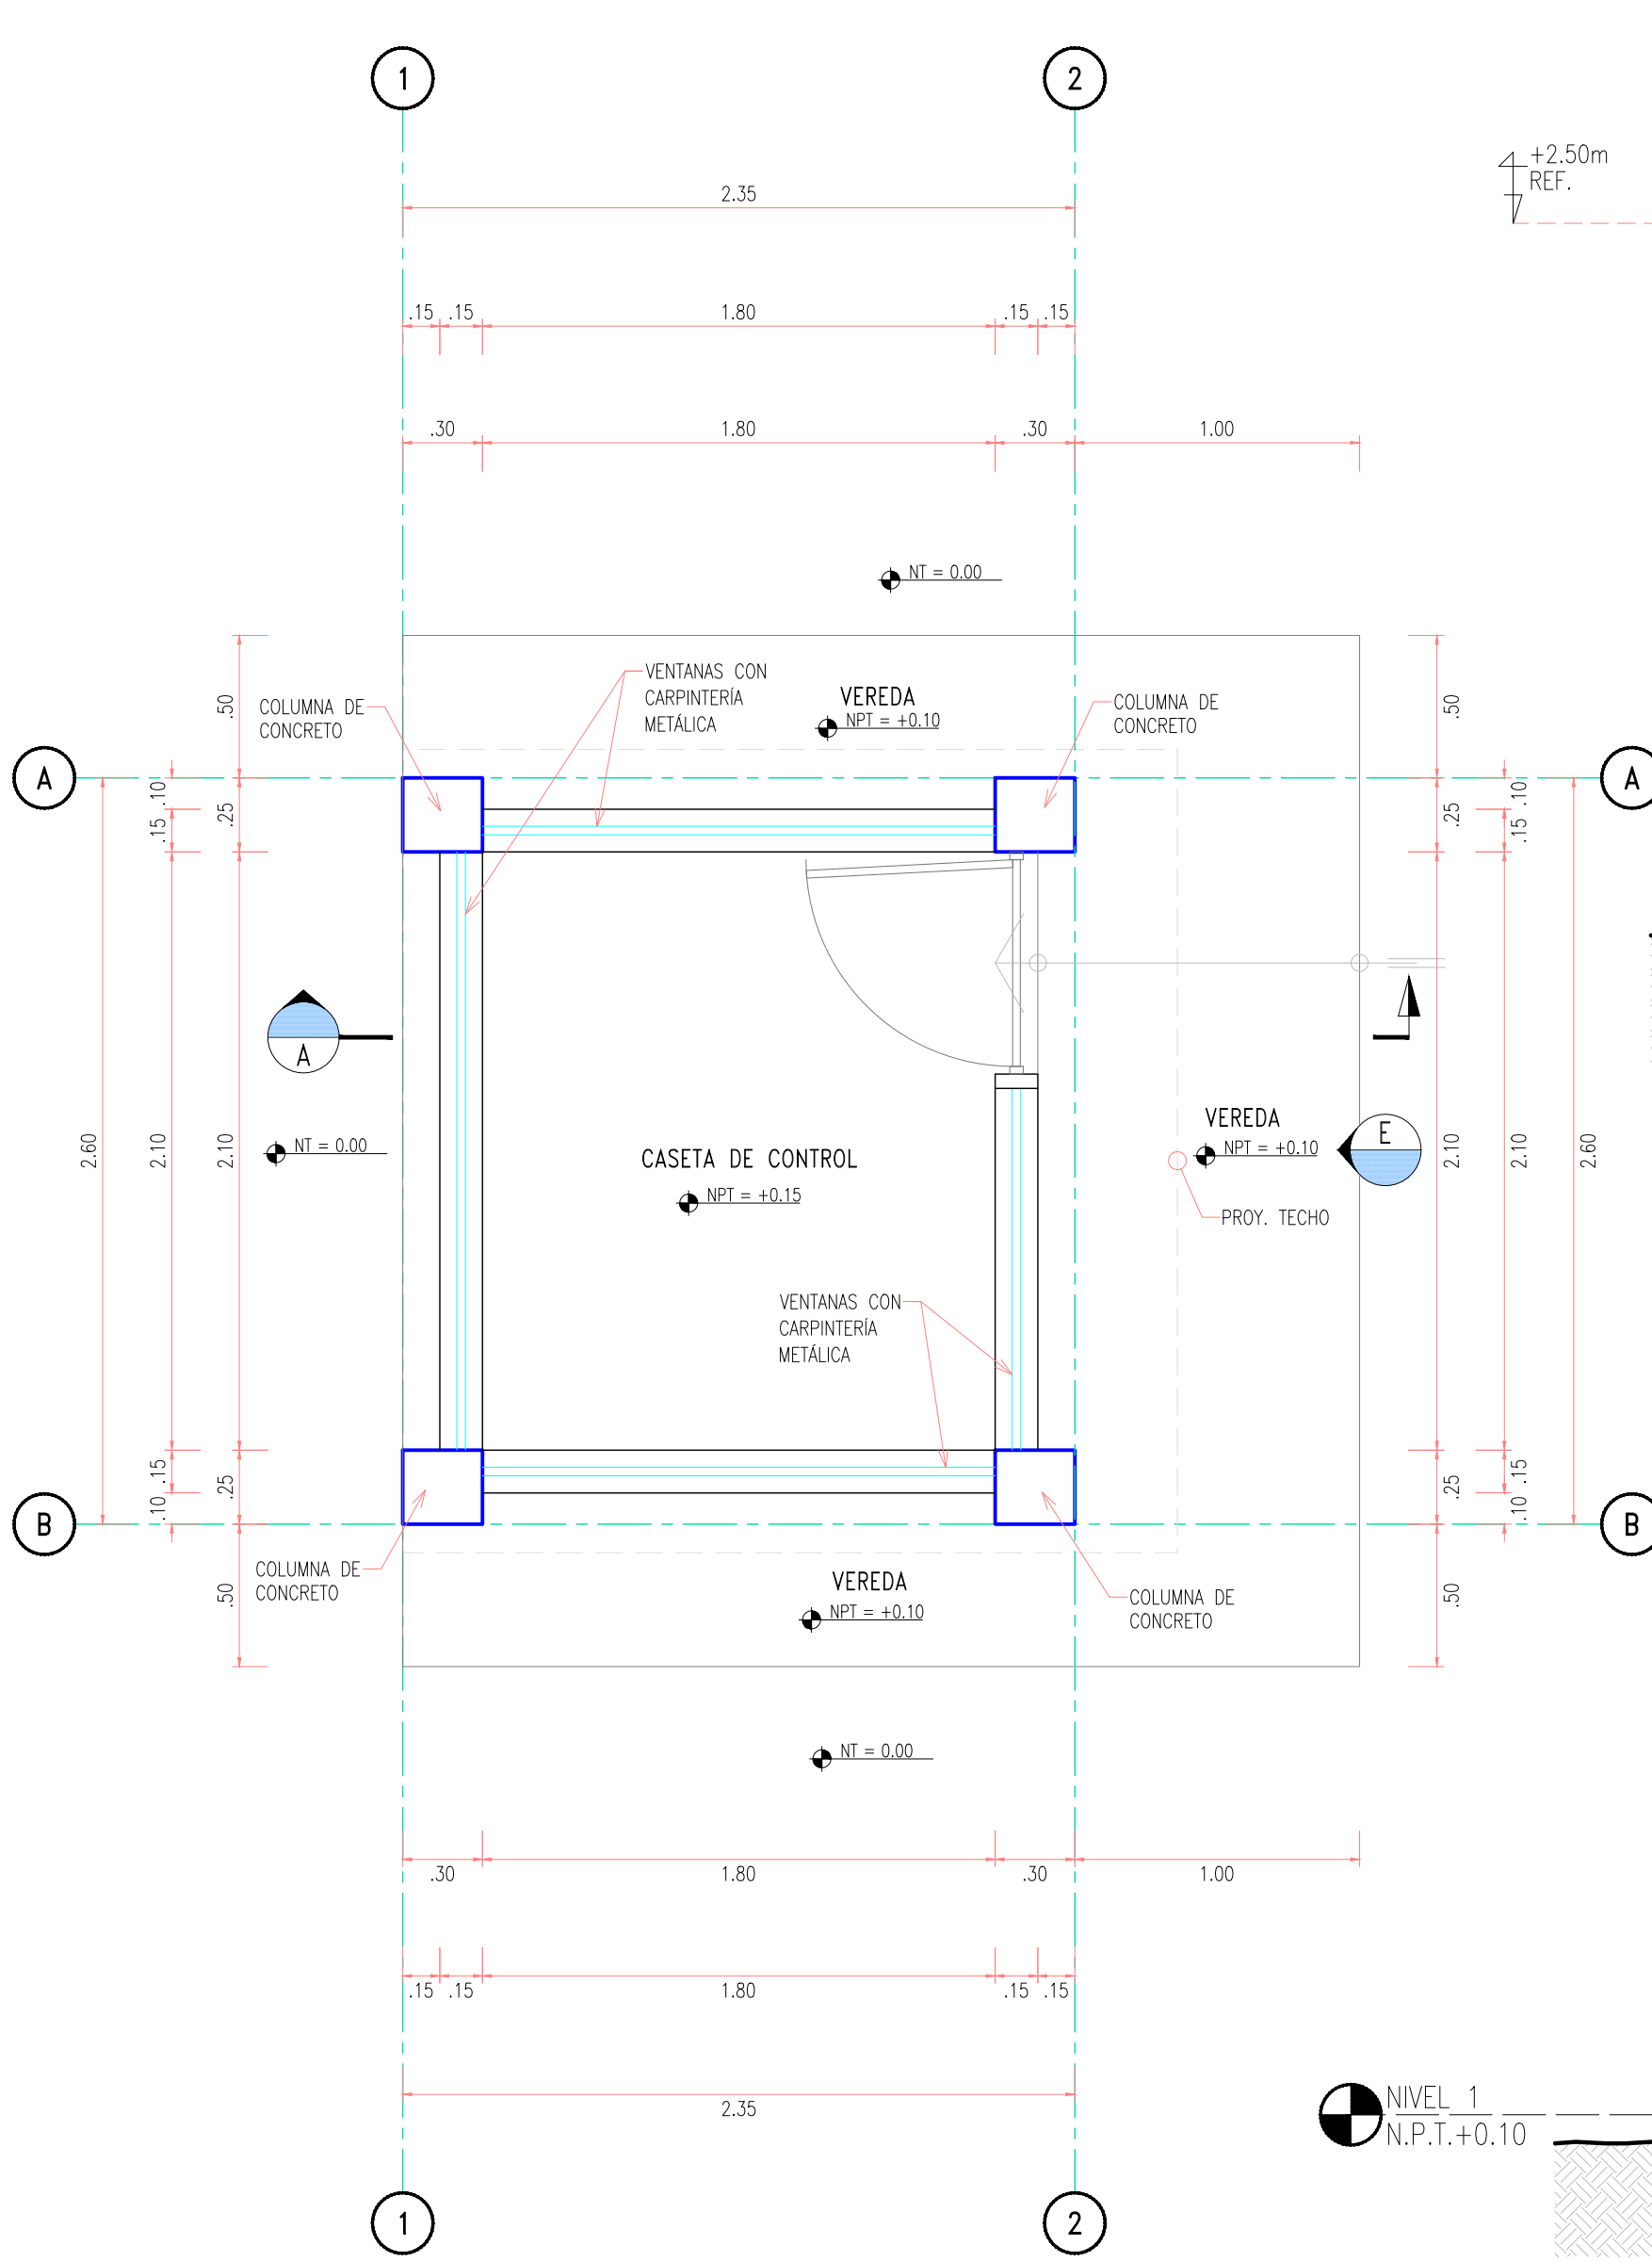 1
2
+2.50m
REF.
2.35
.15
.15
1.80
.15
.15
.30
1.80
.30
1.00
NT = 0.00
VENTANAS CON
CARPINTERÍA
METÁLICA
VEREDA
NPT = +0.10
COLUMNA DE
CONCRETO
COLUMNA DE
CONCRETO
.50
.50
A
A
.10
.15
.25
.25
.10
.15
A
NT = 0.00
2.60
2.10
2.10
CASETA DE CONTROL
NPT = +0.15
VEREDA
NPT = +0.10
E
PROY. TECHO
2.10
2.10
2.60
VENTANAS CON
CARPINTERÍA
METÁLICA
.15
.10
.25
.25
.15
.10
B
B
COLUMNA DE
CONCRETO
.50
VEREDA
NPT = +0.10
COLUMNA DE
CONCRETO
.50
NT = 0.00
.30
1.80
.30
1.00
.15
.15
1.80
.15
.15
2.35
NIVEL 1
N.P.T.+0.10
1
2